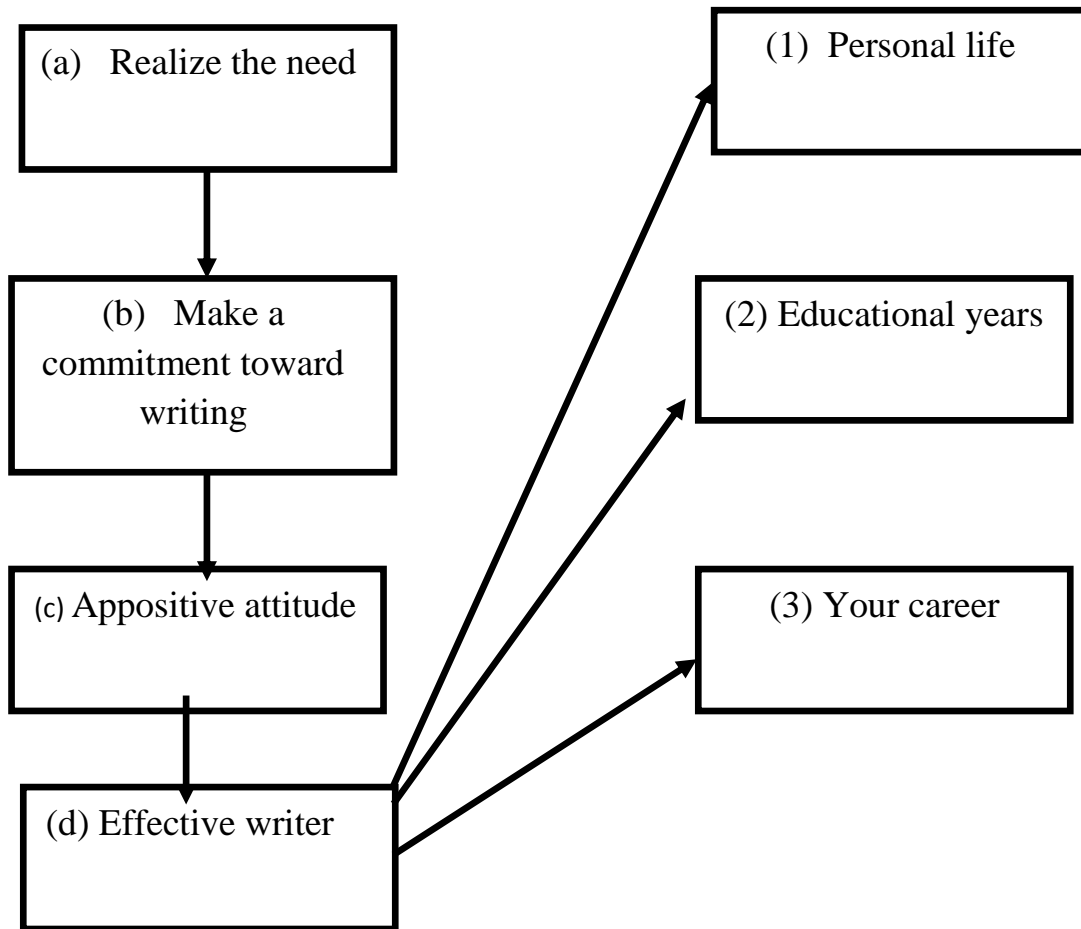 (a) Realize the need
(b) Make a
commitment toward
writing
(c) Appositive attitude
(d) Effective writer
(1) Personal life
(2) Educational years
(3) Your career